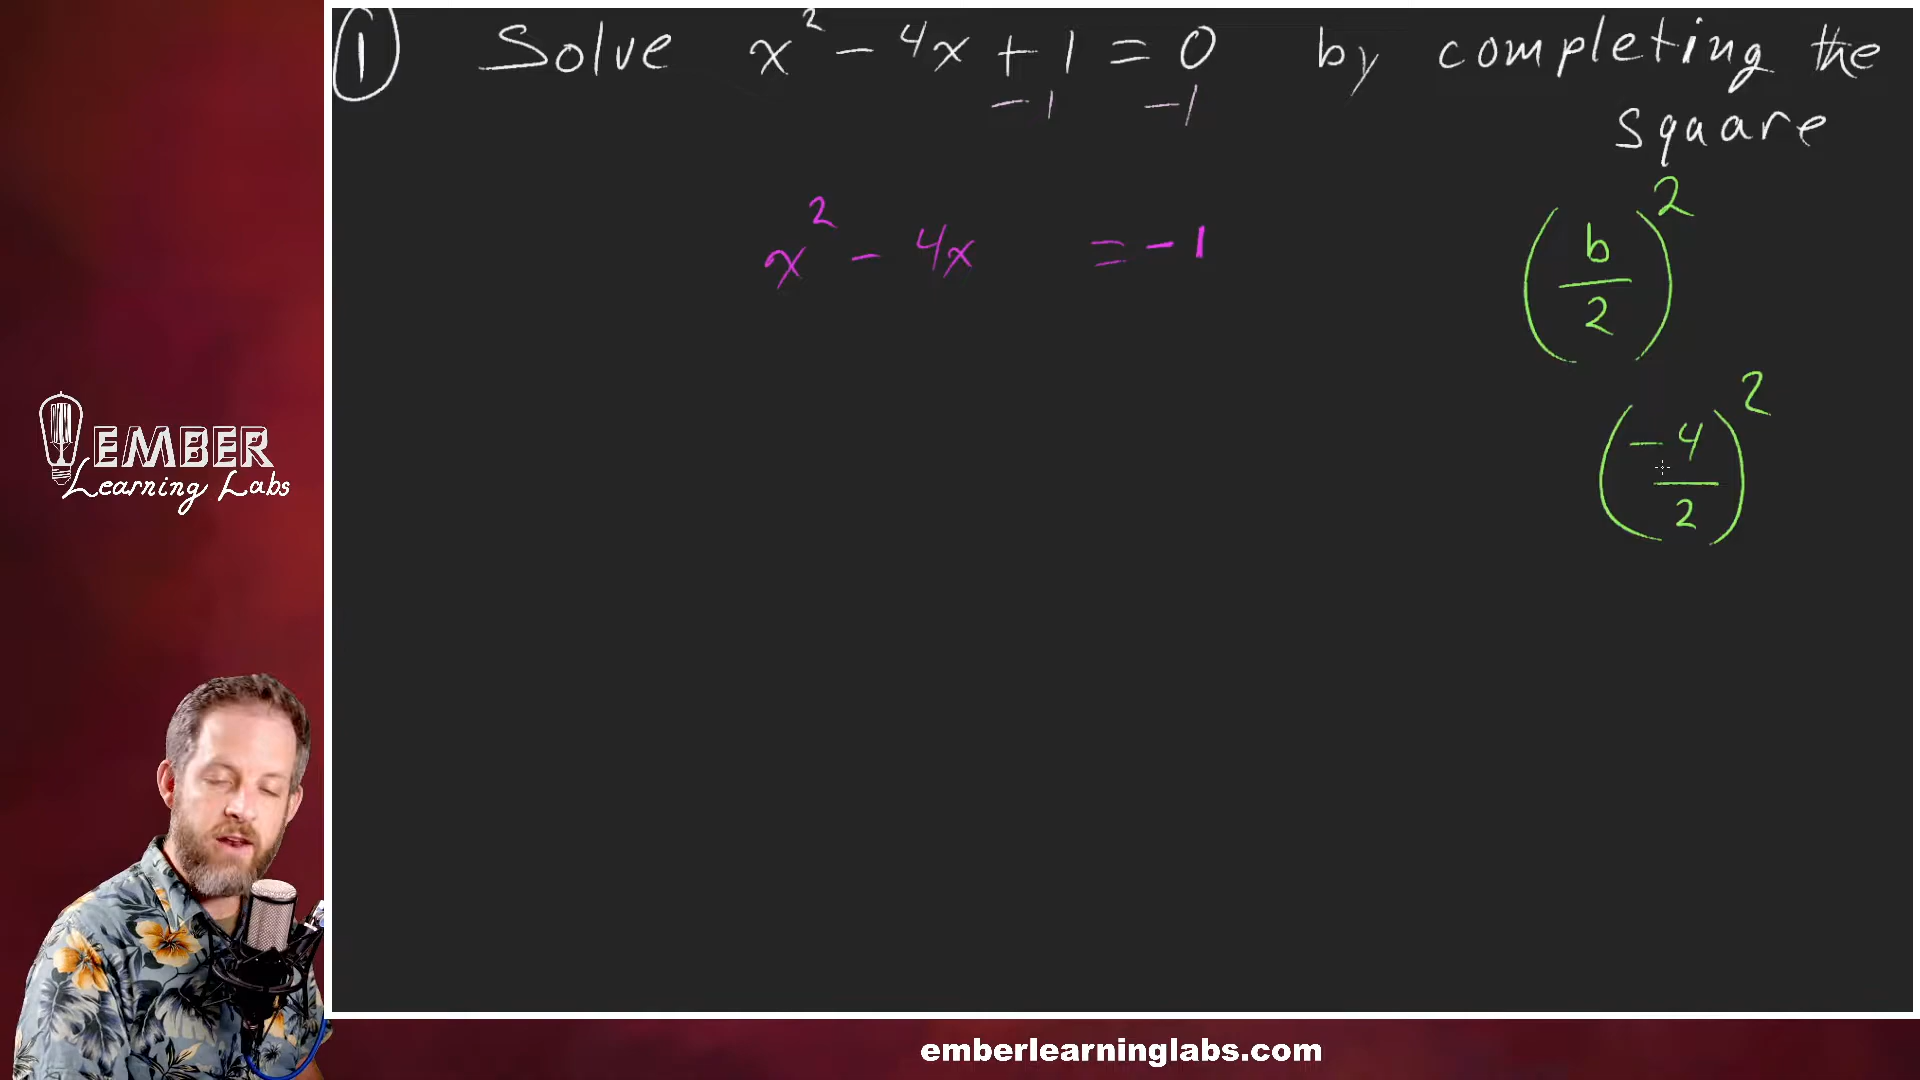 ① Solve x² - 4x + 1 = 0 by completing the
-1 -1
square
x² - 4x = -1
(b/2)²
(-4/2)²
EMBER
Learning Labs
emberlearninglabs.com